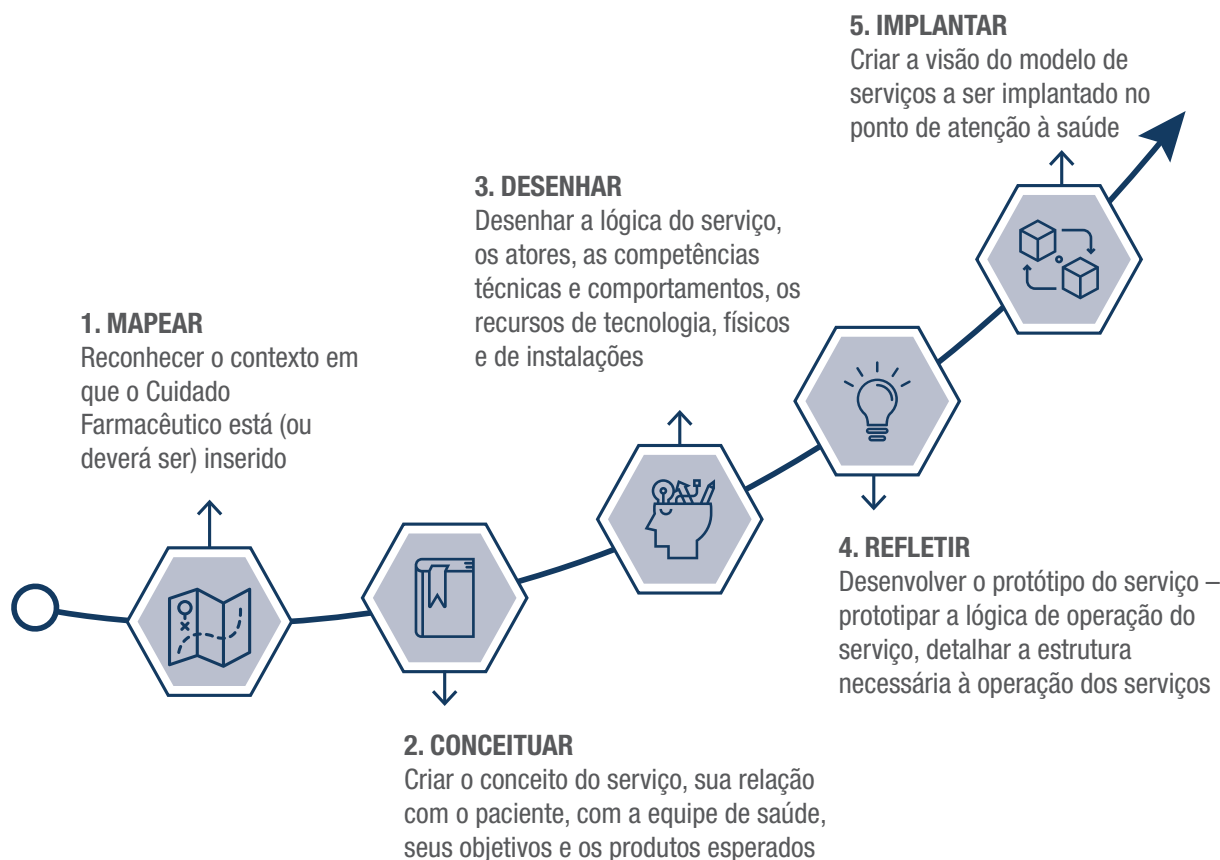 1. MAPEAR
Reconhecer o contexto em
que o Cuidado
Farmacêutico está (ou
deverá ser) inserido
2. CONCEITUAR
Criar o conceito do serviço, sua relação
com o paciente, com a equipe de saúde,
seus objetivos e os produtos esperados
3. DESENHAR
Desenhar a lógica do serviço,
os atores, as competências
técnicas e comportamentos, os
recursos de tecnologia, físicos
e de instalações
4. REFLETIR
Desenvolver o protótipo do serviço –
prototipar a lógica de operação do
serviço, detalhar a estrutura
necessária à operação dos serviços
5. IMPLANTAR
Criar a visão do modelo de
serviços a ser implantado no
ponto de atenção à saúde